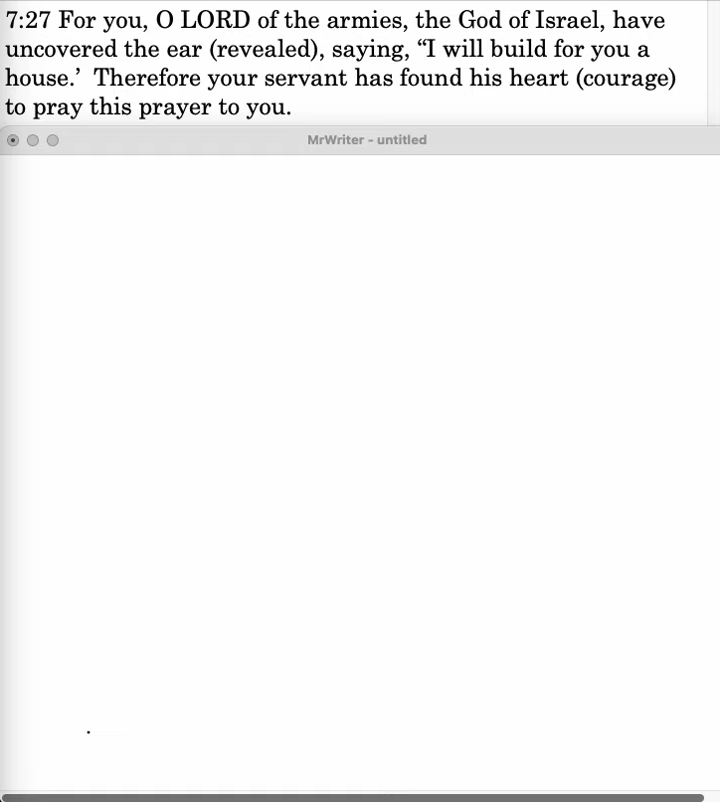 7:27 For you, O LORD of the armies, the God of Israel, have
uncovered the ear (revealed), saying, “I will build for you a
house.’  Therefore your servant has found his heart (courage)
to pray this prayer to you.
MrWriter - untitled
.